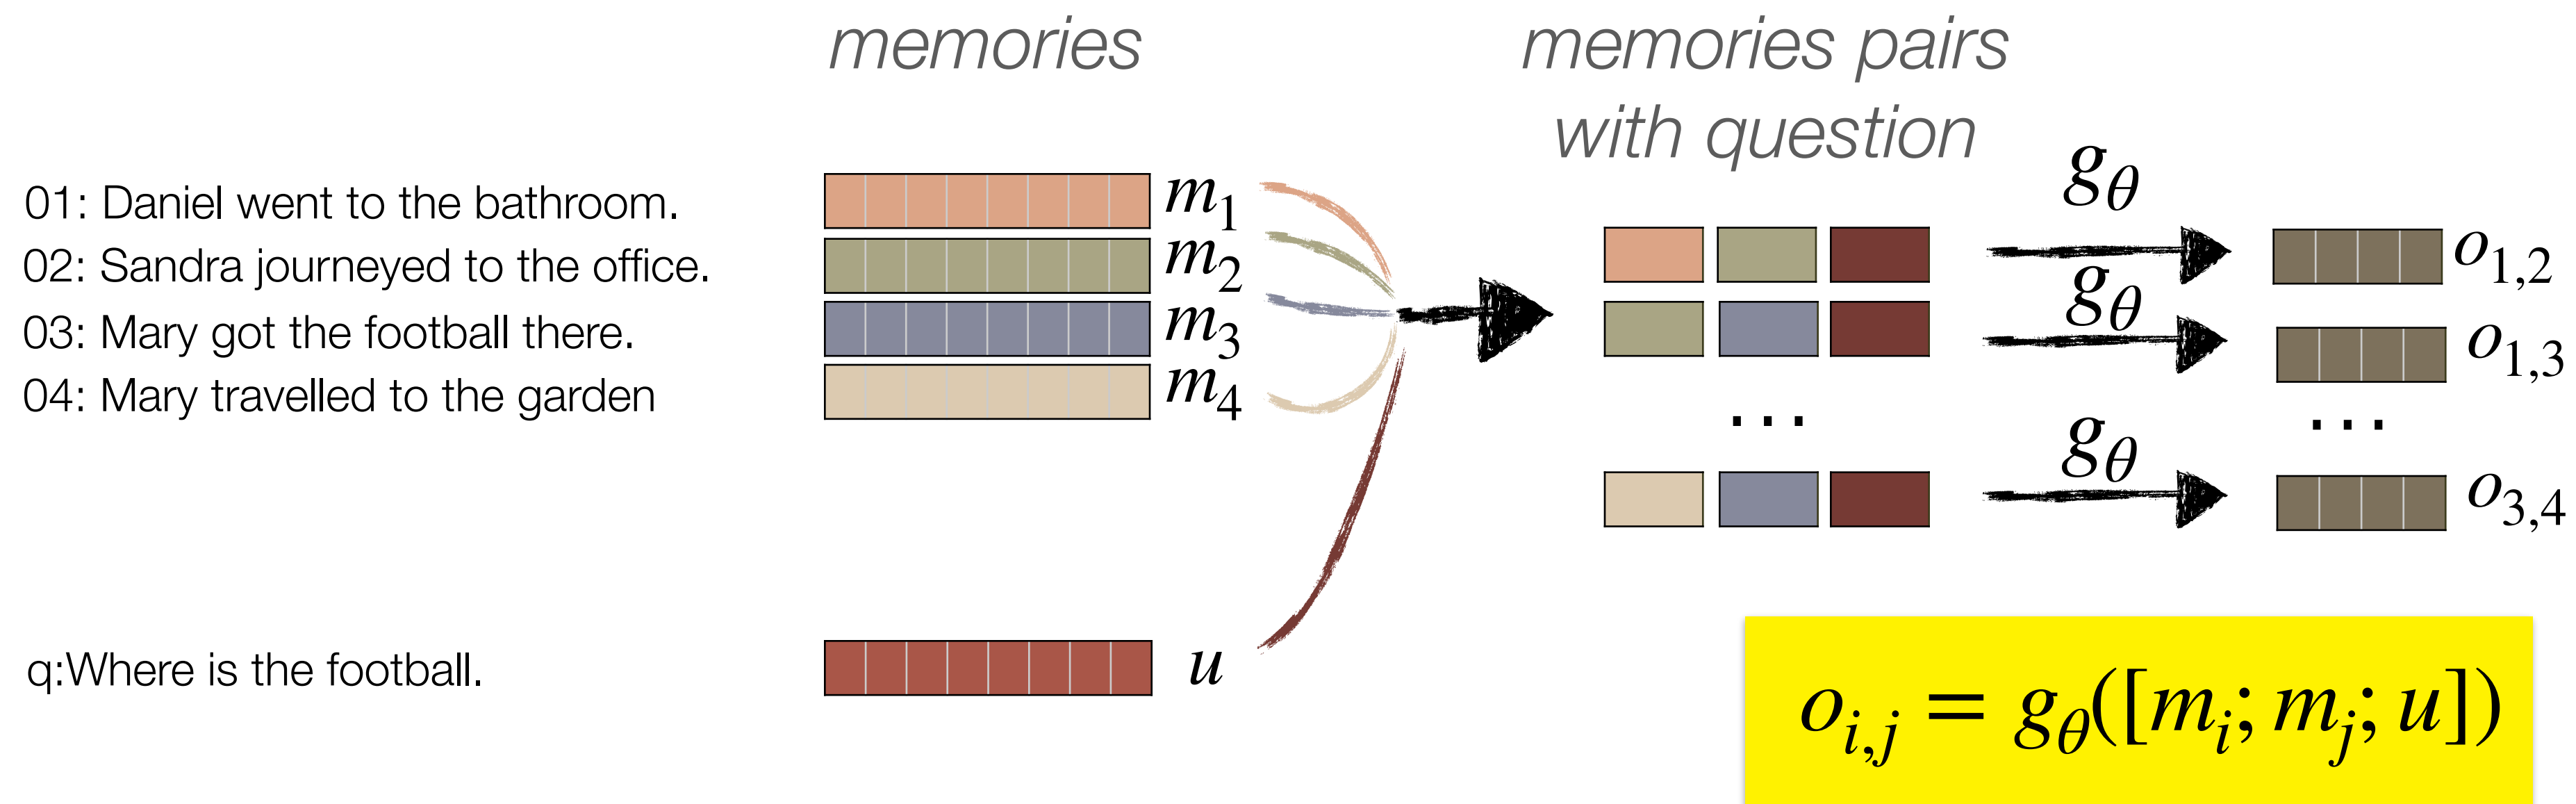 memories
memories pairs
with question
01: Daniel went to the bathroom.
02: Sandra journeyed to the office.
03: Mary got the football there.
04: Mary travelled to the garden
q:Where is the football.
m₁
m₂
m₃
m₄
u
g_θ
g_θ
...
g_θ
o₁,₂
o₁,₃
...
o₃,₄
o_{i,j} = g_θ([m_i; m_j; u])